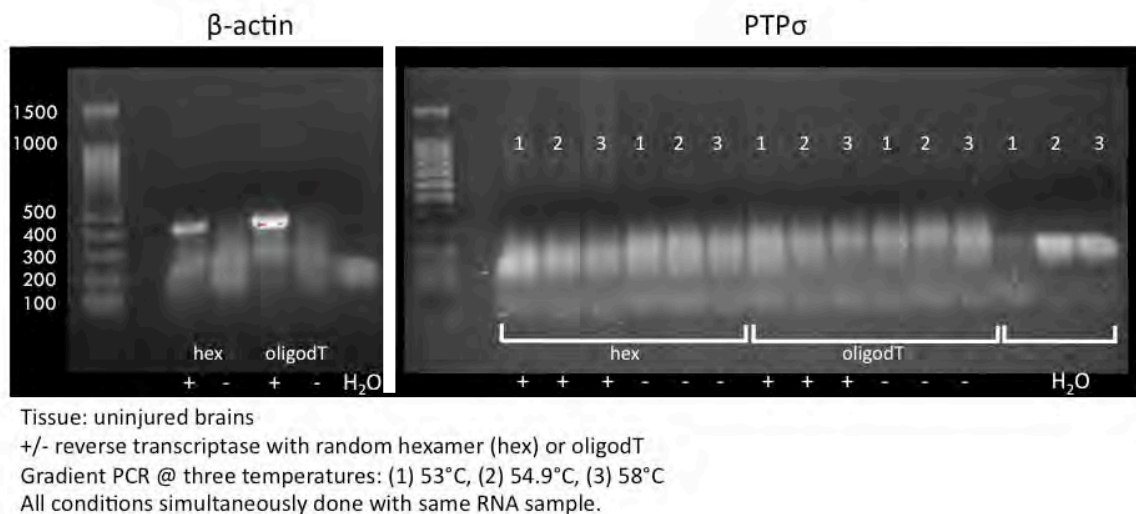 β-actin PTPσ
1500
1000
500
400
300
200
100
1 2 3 1 2 3 1 2 3 1 2 3 1 2 3
hex oligodT
hex oligodT
+ - + - H₂O
+ + + - - - + + + - - - H₂O
Tissue: uninjured brains
+/- reverse transcriptase with random hexamer (hex) or oligodT
Gradient PCR @ three temperatures: (1) 53°C, (2) 54.9°C, (3) 58°C
All conditions simultaneously done with same RNA sample.